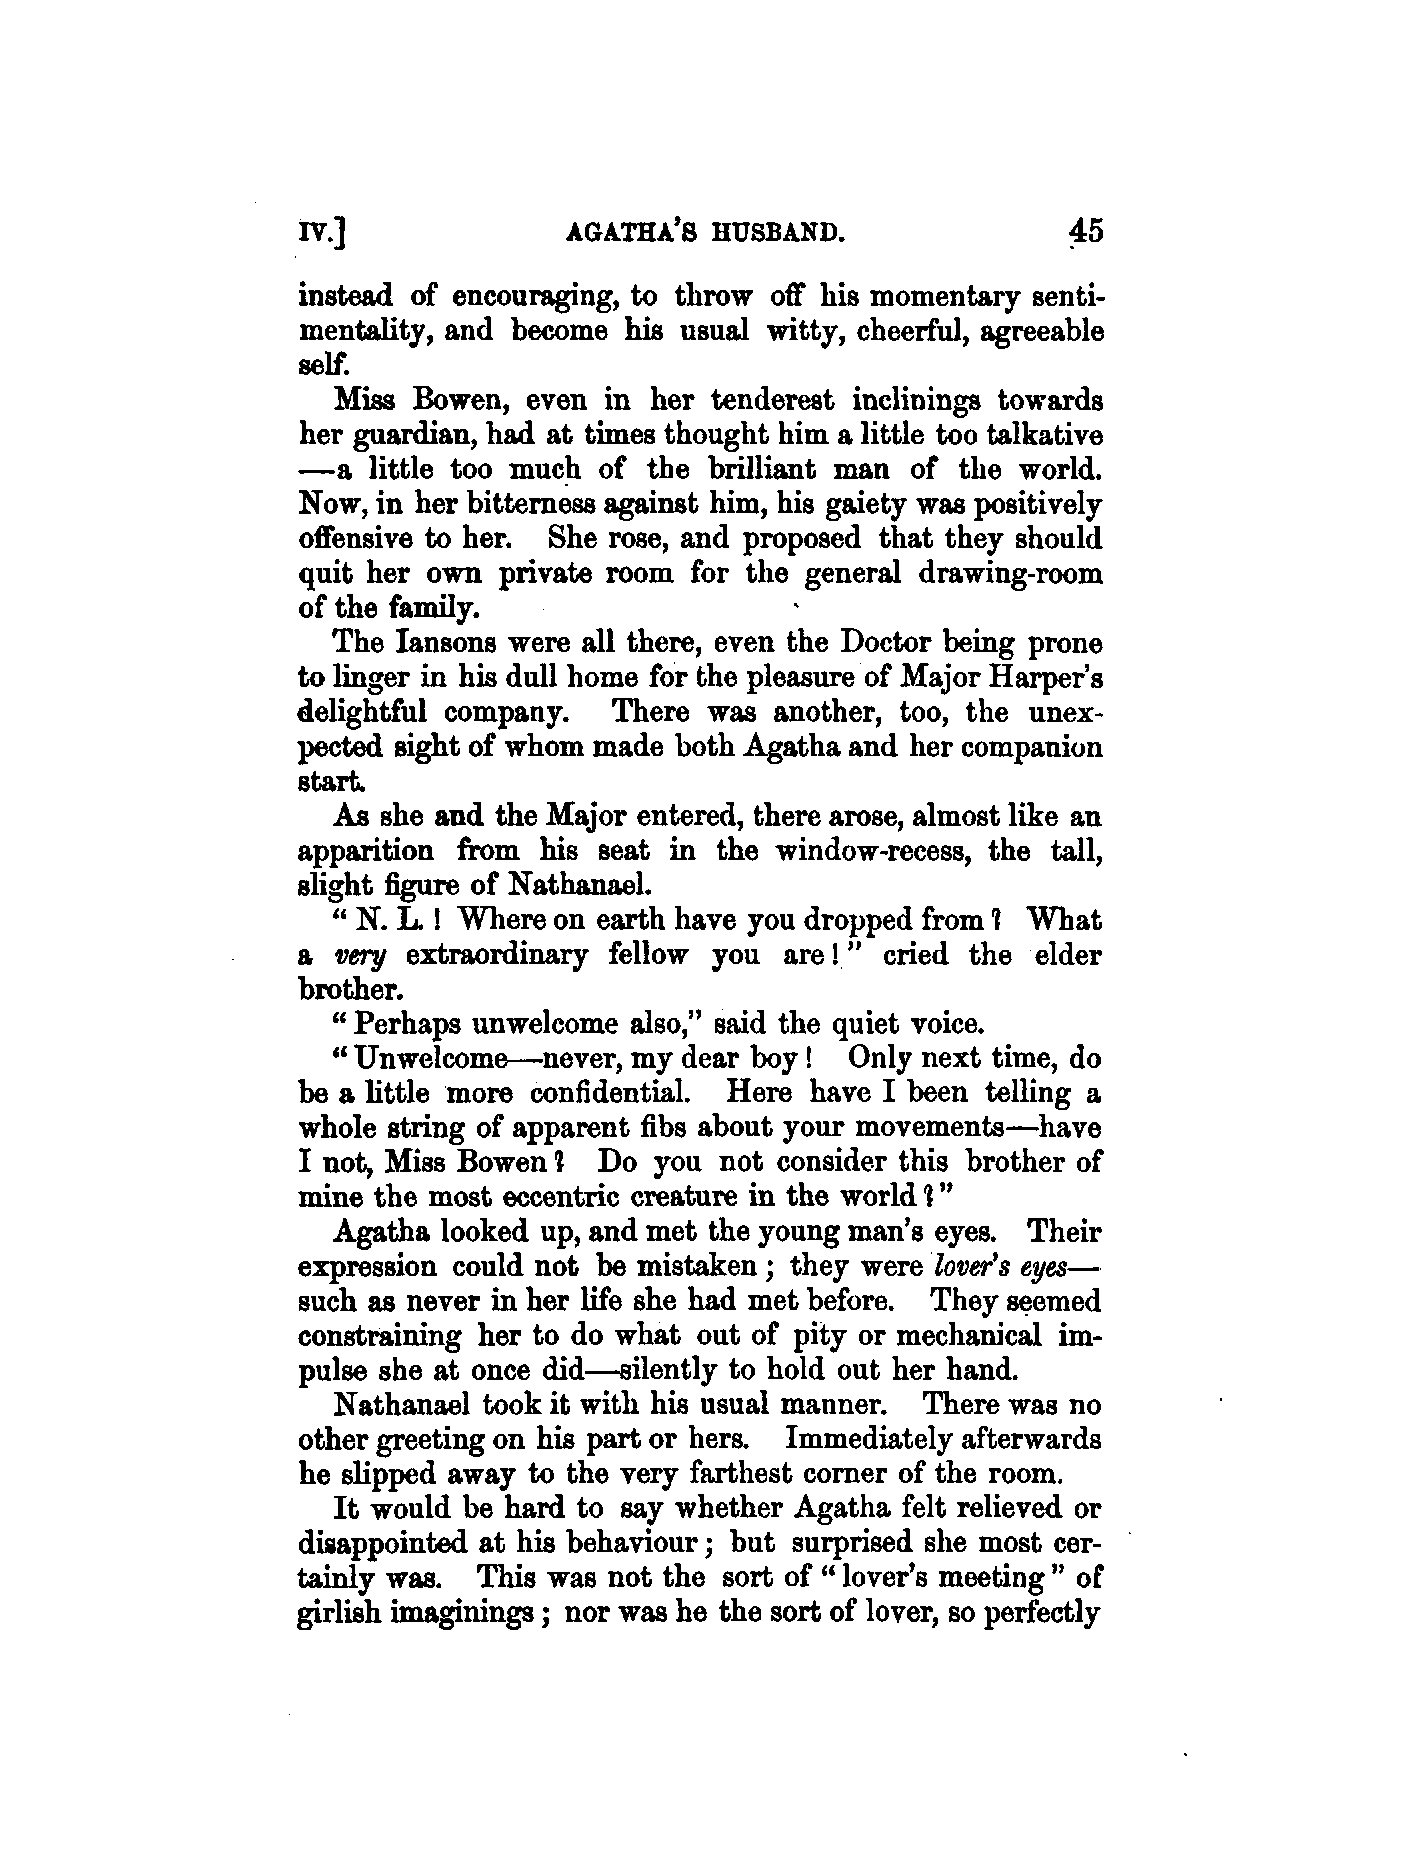 IV.] AGATHA'S HUSBAND. 45
instead of encouraging, to throw off his momentary senti-
mentality, and become his usual witty, cheerful, agreeable
self.
Miss Bowen, even in her tenderest inclinings towards
her guardian, had at times thought him a little too talkative
—a little too much of the brilliant man of the world.
Now, in her bitterness against him, his gaiety was positively
offensive to her. She rose, and proposed that they should
quit her own private room for the general drawing-room
of the family.
The Iansons were all there, even the Doctor being prone
to linger in his dull home for the pleasure of Major Harper's
delightful company. There was another, too, the unex-
pected sight of whom made both Agatha and her companion
start.
As she and the Major entered, there arose, almost like an
apparition from his seat in the window-recess, the tall,
slight figure of Nathanael.
"N. L.! Where on earth have you dropped from? What
a very extraordinary fellow you are!" cried the elder
brother.
"Perhaps unwelcome also," said the quiet voice.
"Unwelcome—never, my dear boy! Only next time, do
be a little more confidential. Here have I been telling a
whole string of apparent fibs about your movements—have
I not, Miss Bowen? Do you not consider this brother of
mine the most eccentric creature in the world?"
Agatha looked up, and met the young man's eyes. Their
expression could not be mistaken; they were lover's eyes—
such as never in her life she had met before. They seemed
constraining her to do what out of pity or mechanical im-
pulse she at once did—silently to hold out her hand.
Nathanael took it with his usual manner. There was no
other greeting on his part or hers. Immediately afterwards
he slipped away to the very farthest corner of the room.
It would be hard to say whether Agatha felt relieved or
disappointed at his behaviour; but surprised she most cer-
tainly was. This was not the sort of "lover's meeting" of
girlish imaginings; nor was he the sort of lover, so perfectly